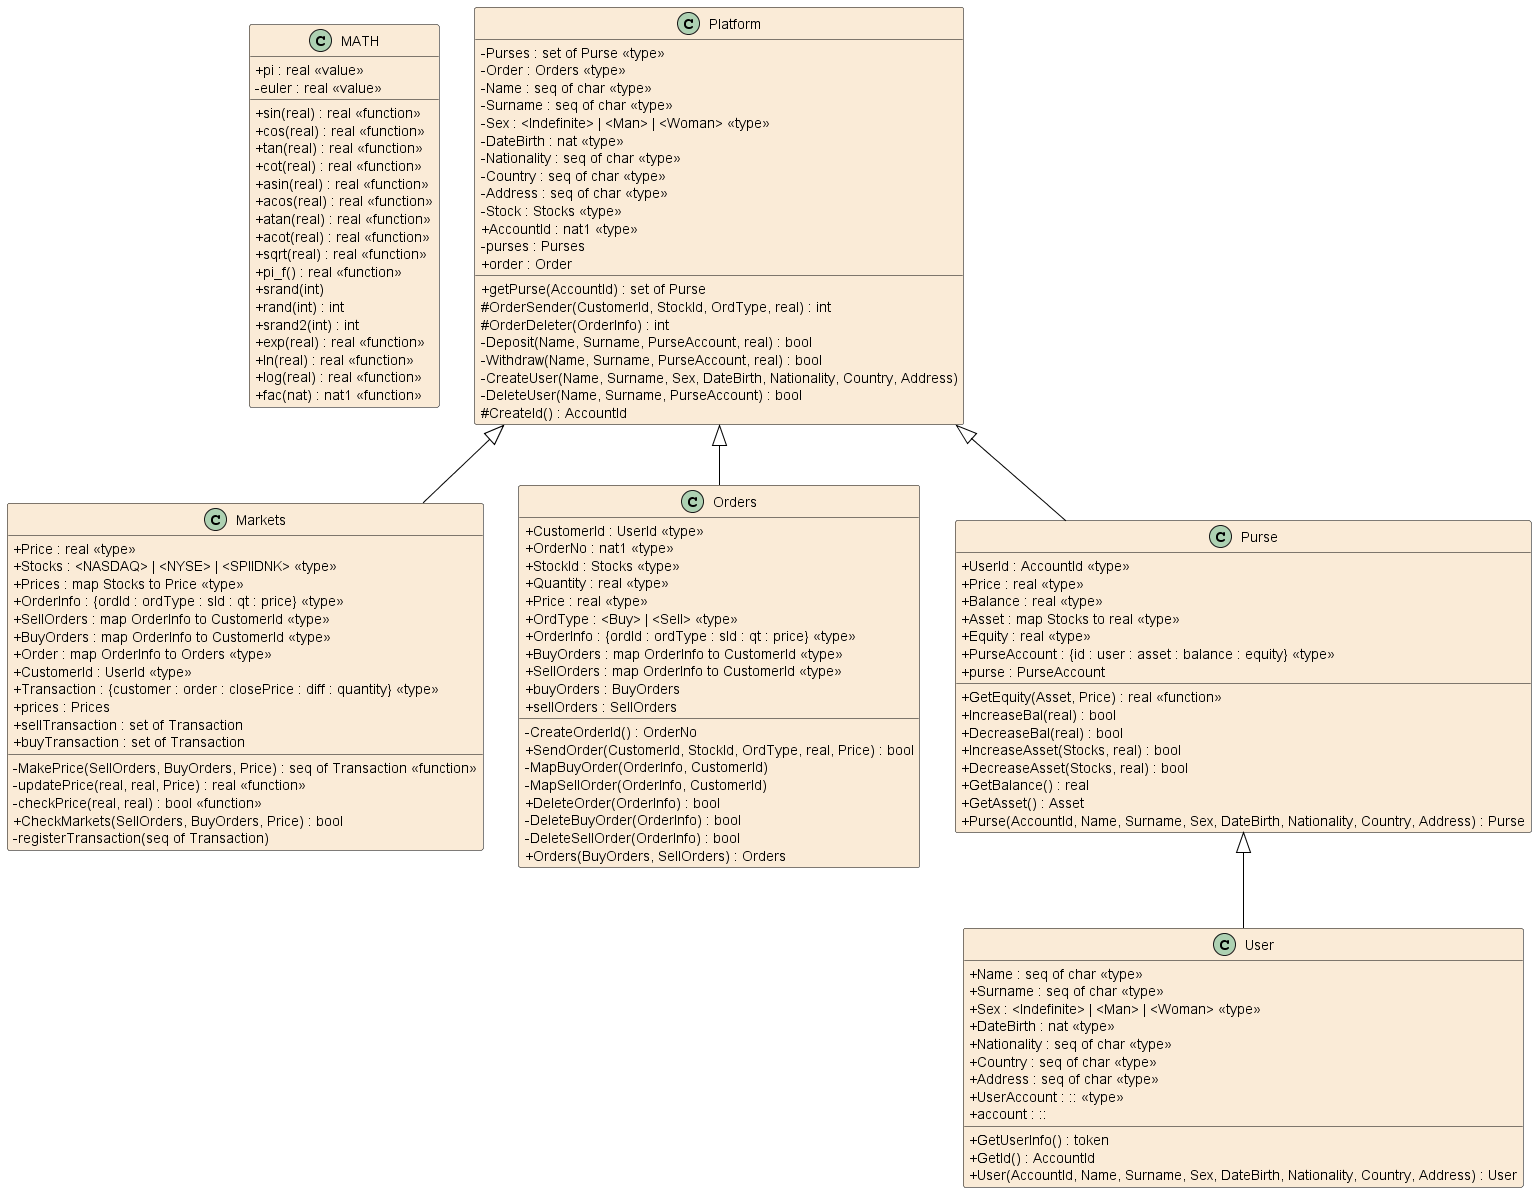 C MATH
+pi : real «value»
-euler : real «value»
+sin(real) : real «function»
+cos(real) : real «function»
+tan(real) : real «function»
+cot(real) : real «function»
+asin(real) : real «function»
+acos(real) : real «function»
+atan(real) : real «function»
+acot(real) : real «function»
+sqrt(real) : real «function»
+pi_f() : real «function»
+srand(int)
+rand(int) : int
+srand2(int) : int
+exp(real) : real «function»
+ln(real) : real «function»
+log(real) : real «function»
+fac(nat) : nat1 «function»
C Platform
-Purses : set of Purse «type»
-Order : Orders «type»
-Name : seq of char «type»
-Surname : seq of char «type»
-Sex : <Indefinite> | <Man> | <Woman> «type»
-DateBirth : nat «type»
-Nationality : seq of char «type»
-Country : seq of char «type»
-Address : seq of char «type»
-Stock : Stocks «type»
+AccountId : nat1 «type»
-purses : Purses
+order : Order
+getPurse(AccountId) : set of Purse
#OrderSender(CustomerId, StockId, OrdType, real) : int
#OrderDeleter(OrderInfo) : int
-Deposit(Name, Surname, PurseAccount, real) : bool
-Withdraw(Name, Surname, PurseAccount, real) : bool
-CreateUser(Name, Surname, Sex, DateBirth, Nationality, Country, Address)
-DeleteUser(Name, Surname, PurseAccount) : bool
#CreateId() : AccountId
C Markets
+Price : real «type»
+Stocks : <NASDAQ> | <NYSE> | <SPIIDNK> «type»
+Prices : map Stocks to Price «type»
+OrderInfo : {ordId : ordType : sId : qt : price} «type»
+SellOrders : map OrderInfo to CustomerId «type»
+BuyOrders : map OrderInfo to CustomerId «type»
+Order : map OrderInfo to Orders «type»
+CustomerId : UserId «type»
+Transaction : {customer : order : closePrice : diff : quantity} «type»
+prices : Prices
+sellTransaction : set of Transaction
+buyTransaction : set of Transaction
-MakePrice(SellOrders, BuyOrders, Price) : seq of Transaction «function»
-updatePrice(real, real, Price) : real «function»
-checkPrice(real, real) : bool «function»
+CheckMarkets(SellOrders, BuyOrders, Price) : bool
-registerTransaction(seq of Transaction)
C Orders
+CustomerId : UserId «type»
+OrderNo : nat1 «type»
+StockId : Stocks «type»
+Quantity : real «type»
+Price : real «type»
+OrdType : <Buy> | <Sell> «type»
+OrderInfo : {ordId : ordType : sId : qt : price} «type»
+BuyOrders : map OrderInfo to CustomerId «type»
+SellOrders : map OrderInfo to CustomerId «type»
+buyOrders : BuyOrders
+sellOrders : SellOrders
-CreateOrderId() : OrderNo
+SendOrder(CustomerId, StockId, OrdType, real, Price) : bool
-MapBuyOrder(OrderInfo, CustomerId)
-MapSellOrder(OrderInfo, CustomerId)
+DeleteOrder(OrderInfo) : bool
-DeleteBuyOrder(OrderInfo) : bool
-DeleteSellOrder(OrderInfo) : bool
+Orders(BuyOrders, SellOrders) : Orders
C Purse
+UserId : AccountId «type»
+Price : real «type»
+Balance : real «type»
+Asset : map Stocks to real «type»
+Equity : real «type»
+PurseAccount : {id : user : asset : balance : equity} «type»
+purse : PurseAccount
+GetEquity(Asset, Price) : real «function»
+IncreaseBal(real) : bool
+DecreaseBal(real) : bool
+IncreaseAsset(Stocks, real) : bool
+DecreaseAsset(Stocks, real) : bool
+GetBalance() : real
+GetAsset() : Asset
+Purse(AccountId, Name, Surname, Sex, DateBirth, Nationality, Country, Address) : Purse
C User
+Name : seq of char «type»
+Surname : seq of char «type»
+Sex : <Indefinite> | <Man> | <Woman> «type»
+DateBirth : nat «type»
+Nationality : seq of char «type»
+Country : seq of char «type»
+Address : seq of char «type»
+UserAccount : :: «type»
+account : ::
+GetUserInfo() : token
+GetId() : AccountId
+User(AccountId, Name, Surname, Sex, DateBirth, Nationality, Country, Address) : User